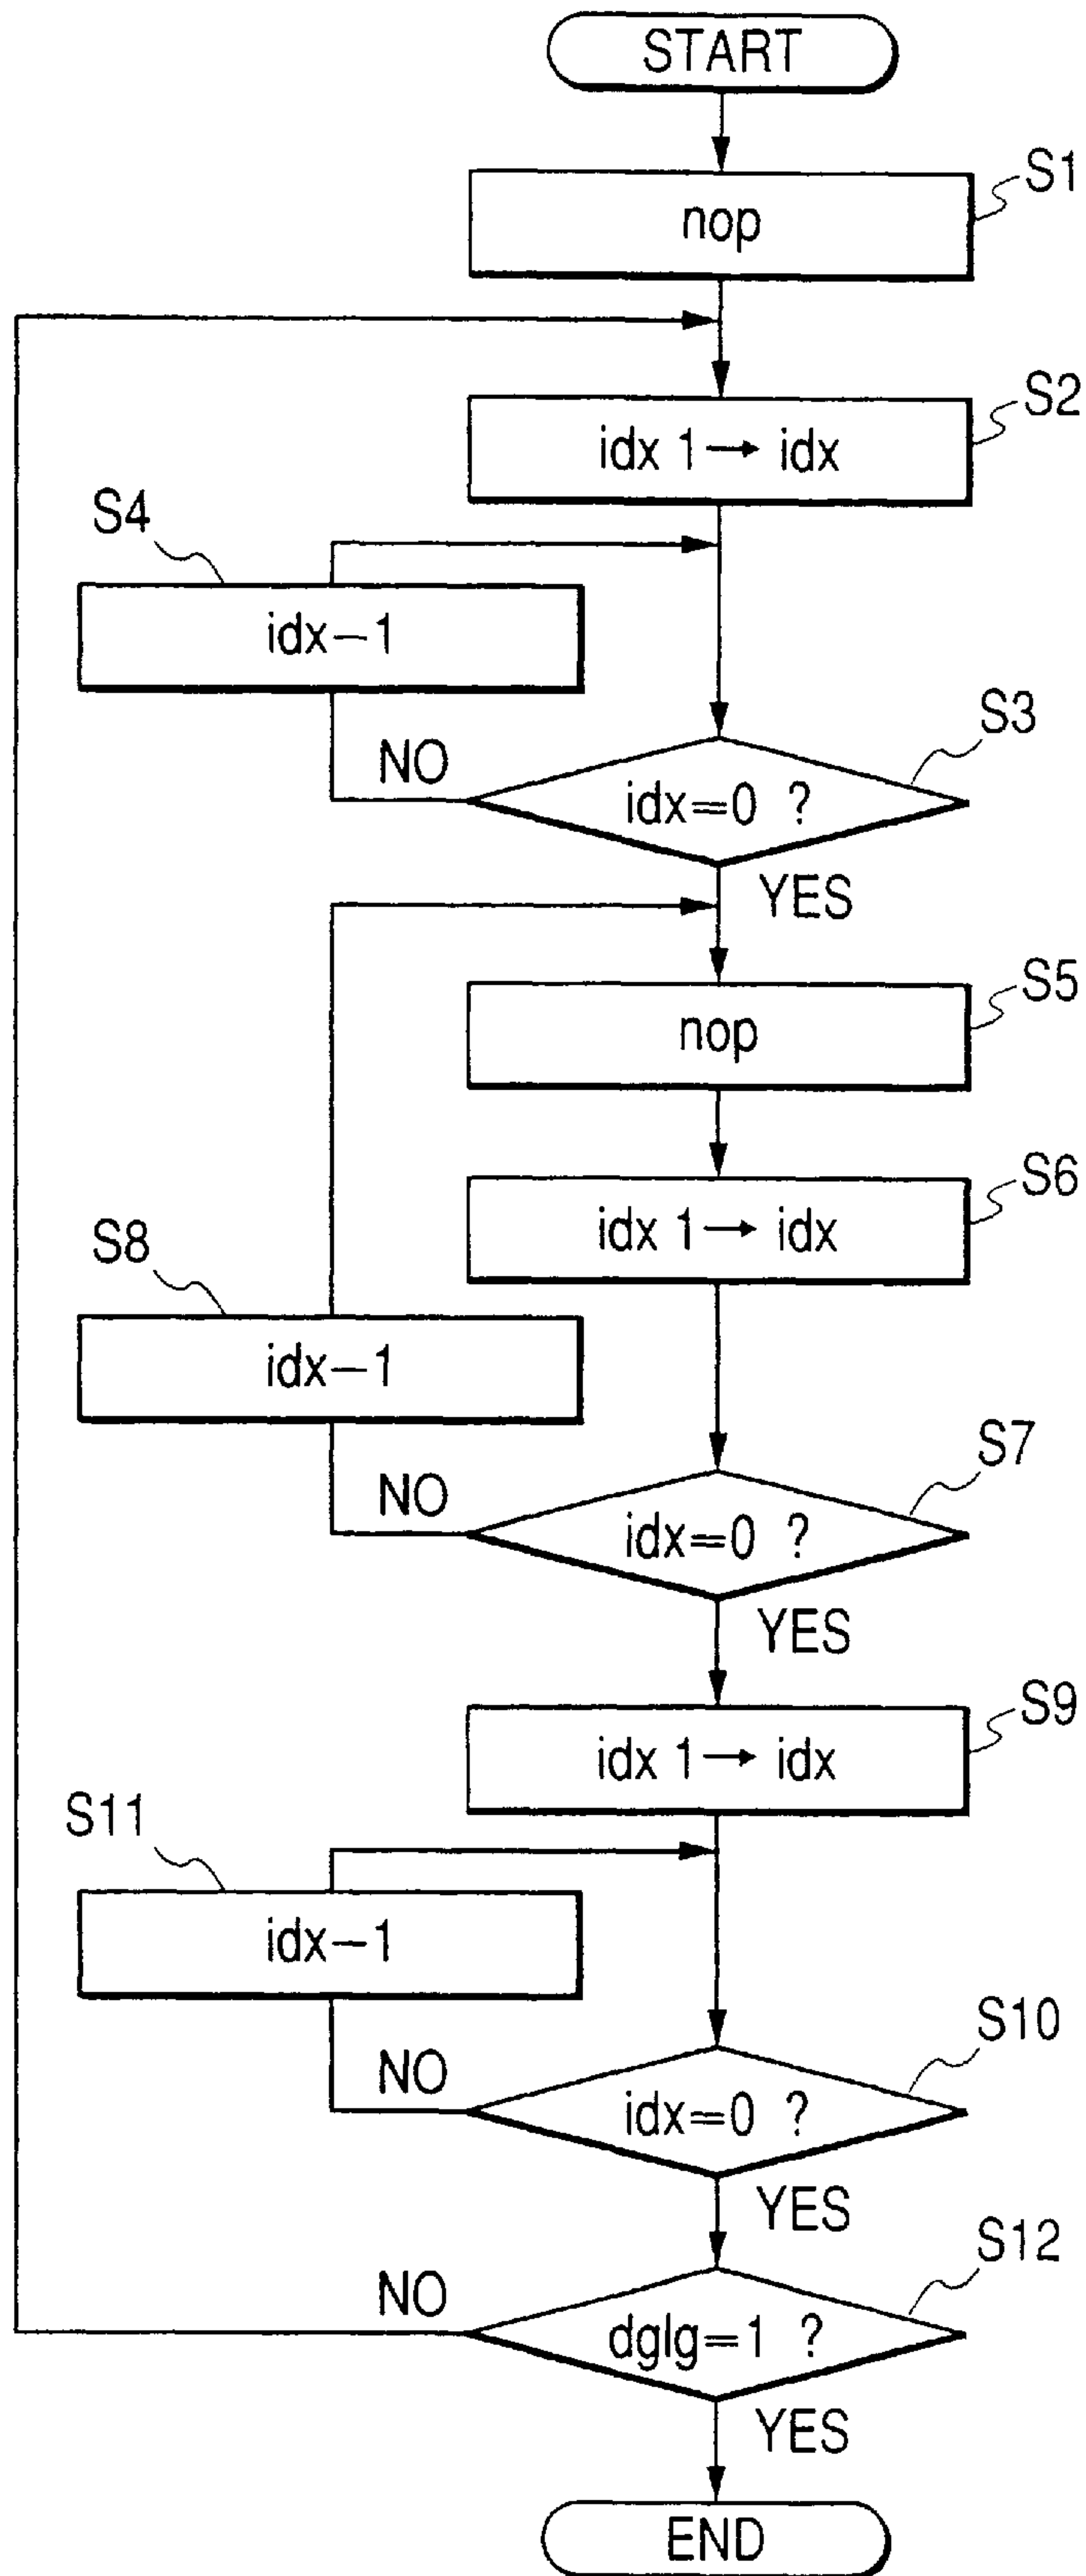 START
nop
S1
idx 1 → idx
S2
S4
idx-1
NO
idx=0 ?
S3
YES
nop
S5
idx 1 → idx
S6
S8
idx-1
NO
idx=0 ?
S7
YES
idx 1 → idx
S9
S11
idx-1
NO
idx=0 ?
S10
YES
NO
dglg=1 ?
S12
YES
END